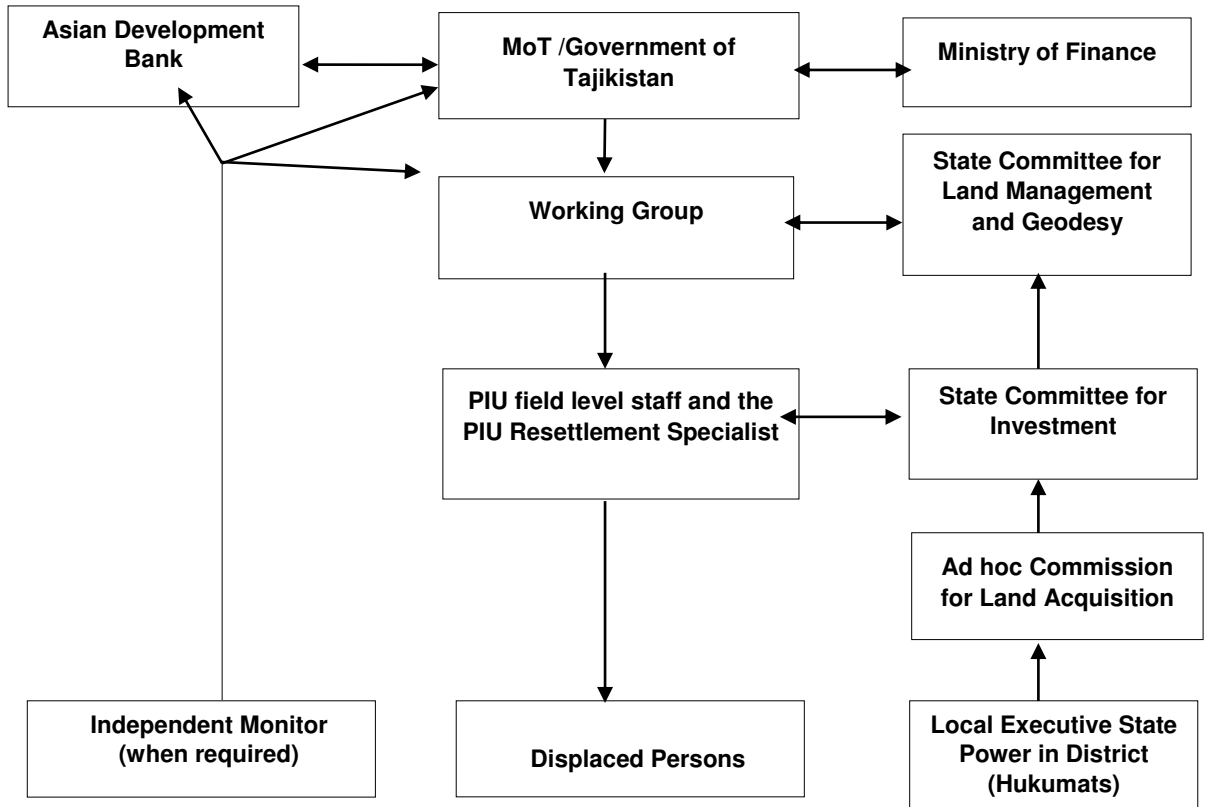 Asian Development
Bank
MoT /Government of
Tajikistan
Ministry of Finance
Working Group
State Committee for
Land Management
and Geodesy
PIU field level staff and the
PIU Resettlement Specialist
State Committee for
Investment
Ad hoc Commission
for Land Acquisition
Independent Monitor
(when required)
Displaced Persons
Local Executive State
Power in District
(Hukumats)